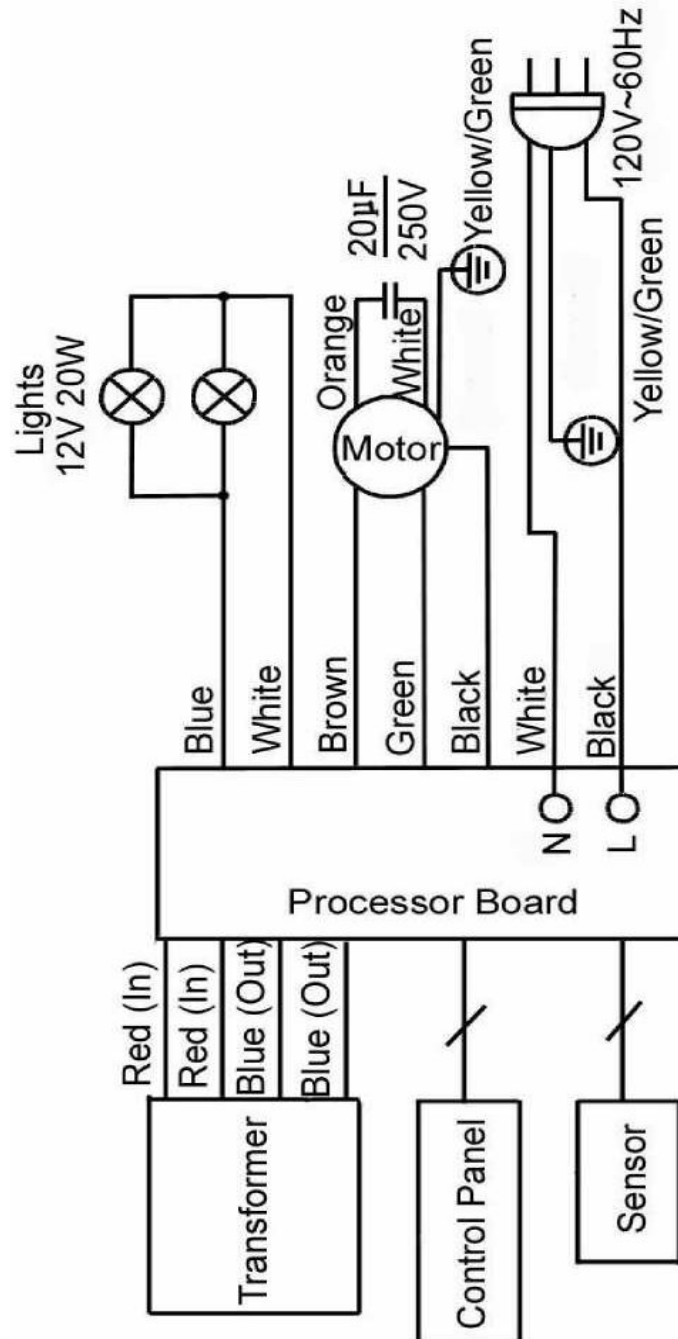 Lights
12V 20W
Orange
White
20µF
250V
Yellow/Green
120V~60Hz
Motor
Yellow/Green
Blue
White
Brown
Green
Black
White
Black
N
L
Processor Board
Red (In)
Red (In)
Blue (Out)
Blue (Out)
Transformer
Control Panel
Sensor